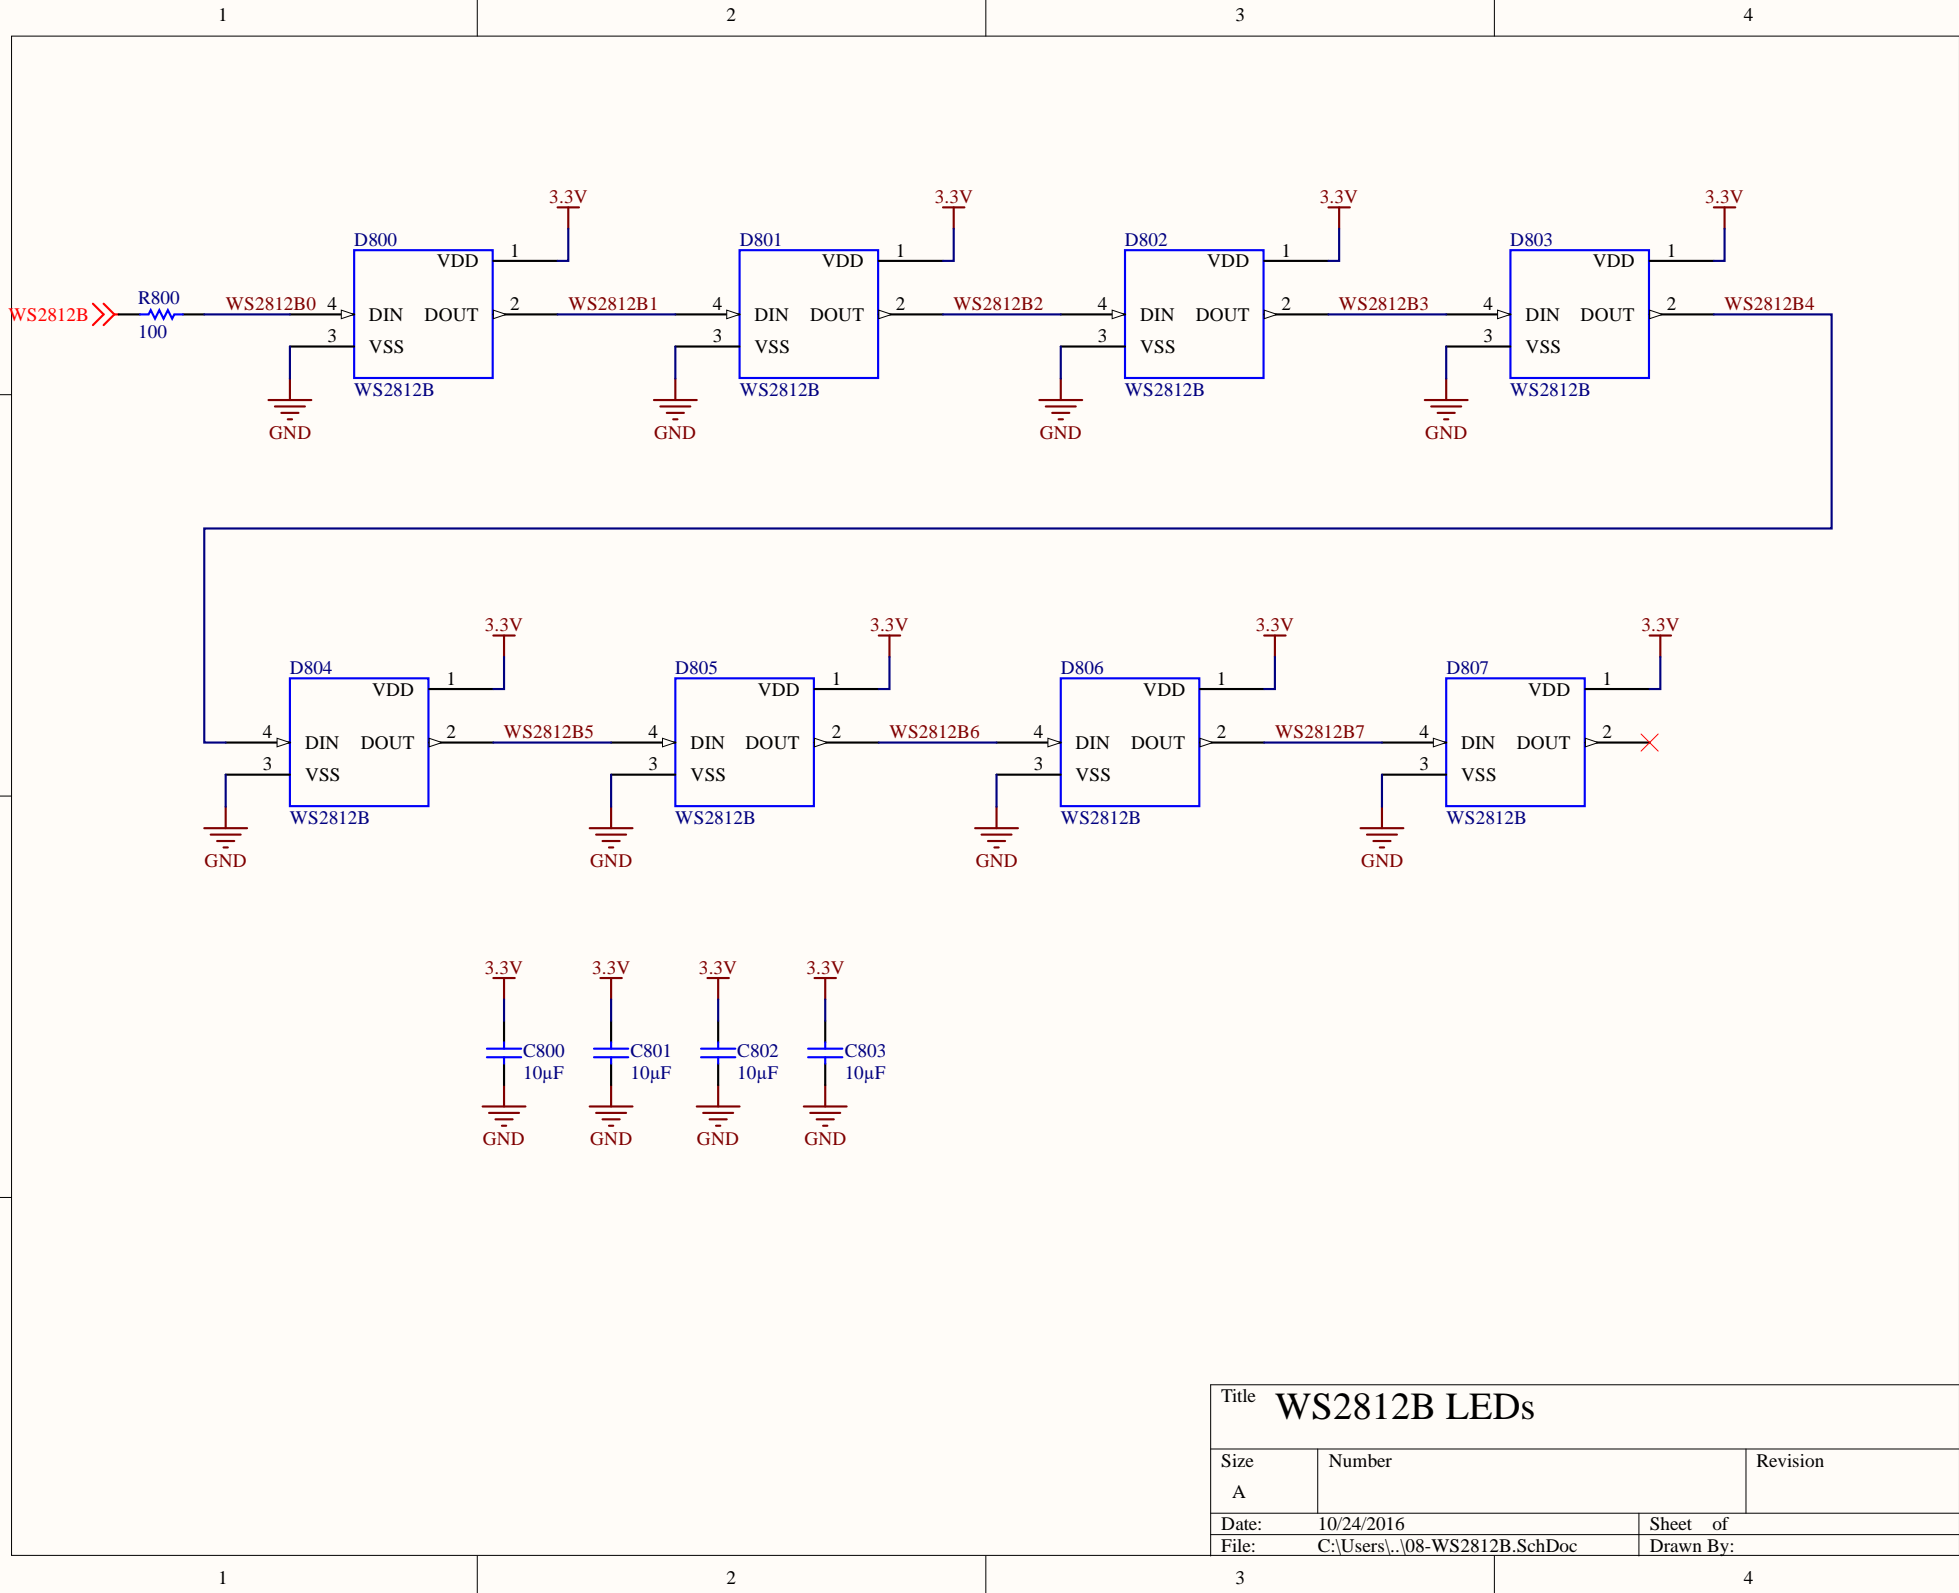 1 2 3 4
3.3V 3.3V 3.3V 3.3V
D800 D801 D802 D803
VDD 1 VDD 1 VDD 1 VDD 1
WS2812B R800 WS2812B0 4 DIN DOUT 2 WS2812B1 4 DIN DOUT 2 WS2812B2 4 DIN DOUT 2 WS2812B3 4 DIN DOUT 2 WS2812B4
100
3 VSS 3 VSS 3 VSS 3 VSS
WS2812B WS2812B WS2812B WS2812B
GND GND GND GND
3.3V 3.3V 3.3V 3.3V
D804 D805 D806 D807
VDD 1 VDD 1 VDD 1 VDD 1
4 DIN DOUT 2 WS2812B5 4 DIN DOUT 2 WS2812B6 4 DIN DOUT 2 WS2812B7 4 DIN DOUT 2
3 VSS 3 VSS 3 VSS 3 VSS
WS2812B WS2812B WS2812B WS2812B
GND GND GND GND
3.3V 3.3V 3.3V 3.3V
C800 C801 C802 C803
10µF 10µF 10µF 10µF
GND GND GND GND
Title WS2812B LEDs
Size Number Revision
A
Date: 10/24/2016 Sheet of
File: C:\Users\..\08-WS2812B.SchDoc Drawn By:
1 2 3 4